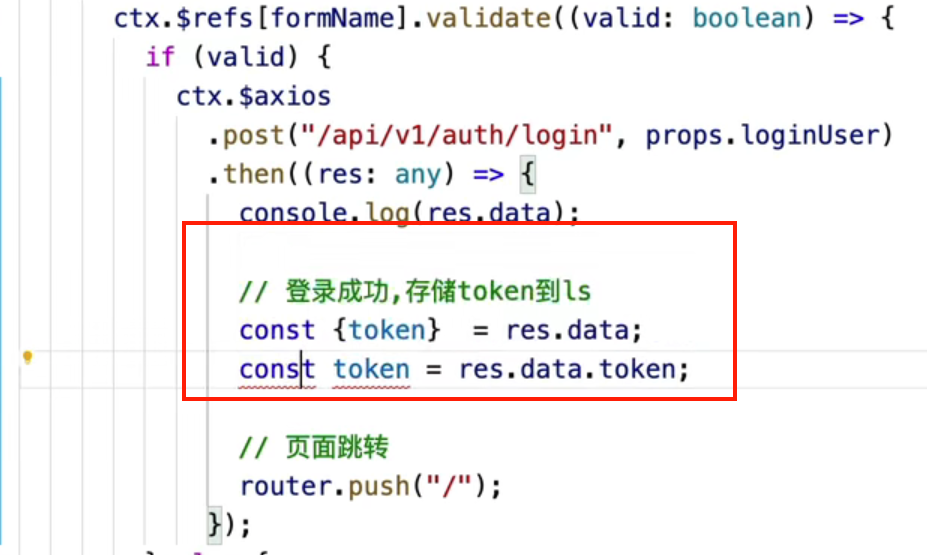 ctx.$refs[formName].validate((valid: boolean) => {
if (valid) {
ctx.$axios
.post("/api/v1/auth/login", props.loginUser)
.then((res: any) => {
console.log(res.data);
// 登录成功,存储token到ls
const {token}  = res.data;
const token = res.data.token;
// 页面跳转
router.push("/");
});